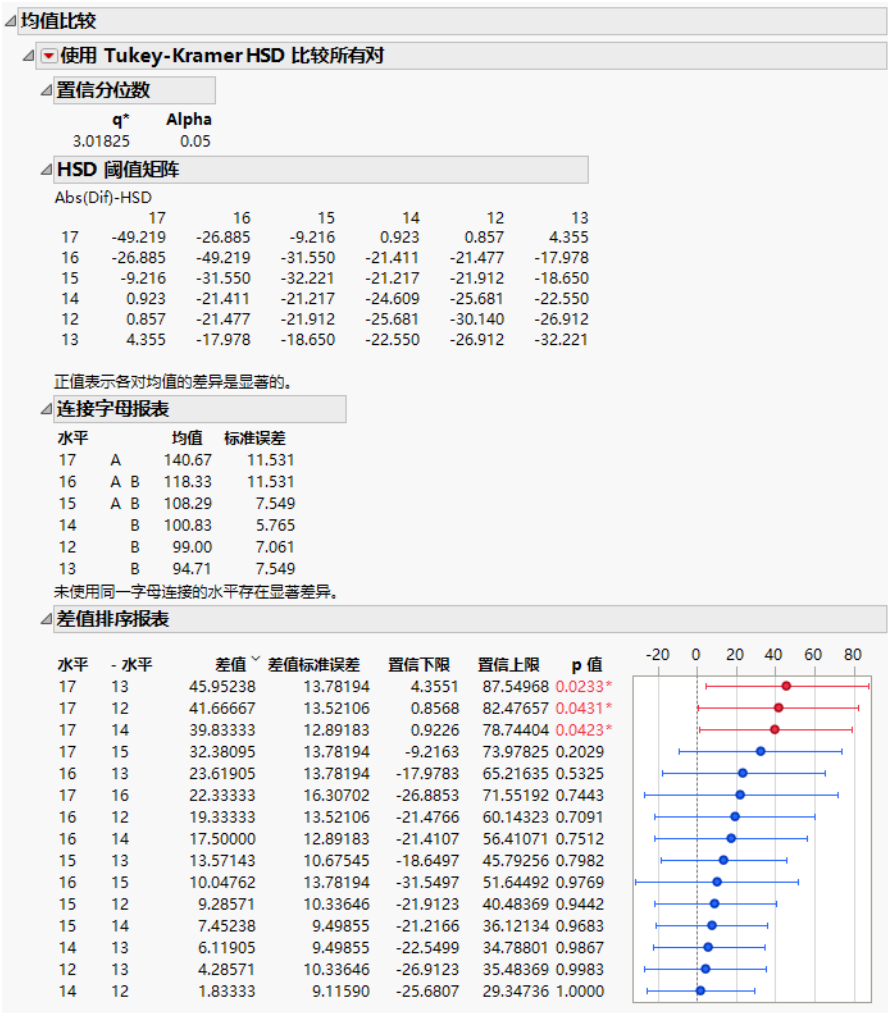 均值比较
使用 Tukey-Kramer HSD 比较所有对
置信分位数
q* Alpha
3.01825 0.05
HSD 阈值矩阵
Abs(Dif)-HSD
17 16 15 14 12 13
17 -49.219 -26.885 -9.216 0.923 0.857 4.355
16 -26.885 -49.219 -31.550 -21.411 -21.477 -17.978
15 -9.216 -31.550 -32.221 -21.217 -21.912 -18.650
14 0.923 -21.411 -21.217 -24.609 -25.681 -22.550
12 0.857 -21.477 -21.912 -25.681 -30.140 -26.912
13 4.355 -17.978 -18.650 -22.550 -26.912 -32.221
正值表示各对均值的差异是显著的。
连接字母报表
水平 均值 标准误差
17 A 140.67 11.531
16 A B 118.33 11.531
15 A B 108.29 7.549
14 B 100.83 5.765
12 B 99.00 7.061
13 B 94.71 7.549
未使用同一字母连接的水平存在显著差异。
差值排序报表
水平 - 水平 差值 差值标准误差 置信下限 置信上限 p 值 -20 0 20 40 60 80
17 13 45.95238 13.78194 4.3551 87.54968 0.0233*
17 12 41.66667 13.52106 0.8568 82.47657 0.0431*
17 14 39.83333 12.89183 0.9226 78.74404 0.0423*
17 15 32.38095 13.78194 -9.2163 73.97825 0.2029
16 13 23.61905 13.78194 -17.9783 65.21635 0.5325
17 16 22.33333 16.30702 -26.8853 71.55192 0.7443
16 12 19.33333 13.52106 -21.4766 60.14323 0.7091
16 14 17.50000 12.89183 -21.4107 56.41071 0.7512
15 13 13.57143 10.67545 -18.6497 45.79256 0.7982
16 15 10.04762 13.78194 -31.5497 51.64492 0.9769
15 12 9.28571 10.33646 -21.9123 40.48369 0.9442
15 14 7.45238 9.49855 -21.2166 36.12134 0.9683
14 13 6.11905 9.49855 -22.5499 34.78801 0.9867
12 13 4.28571 10.33646 -26.9123 35.48369 0.9983
14 12 1.83333 9.11590 -25.6807 29.34736 1.0000